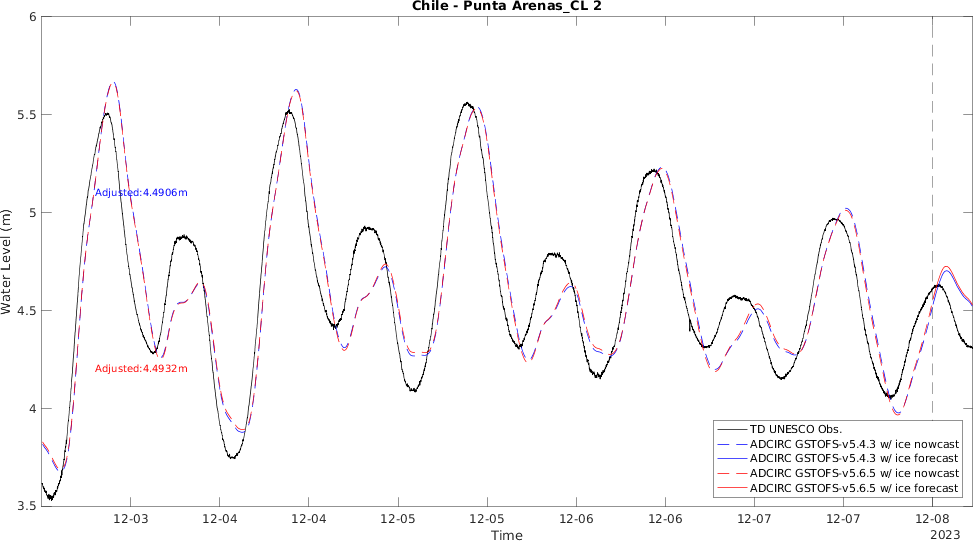 Chile - Punta Arenas_CL 2
Water Level (m)
6
5.5
5
4.5
4
3.5
Adjusted:4.4906m
Adjusted:4.4932m
TD UNESCO Obs.
ADCIRC GSTOFS-v5.4.3 w/ ice nowcast
ADCIRC GSTOFS-v5.4.3 w/ ice forecast
ADCIRC GSTOFS-v5.6.5 w/ ice nowcast
ADCIRC GSTOFS-v5.6.5 w/ ice forecast
12-03 12-04 12-04 12-05 12-05 12-06 12-06 12-07 12-07 12-08
2023
Time